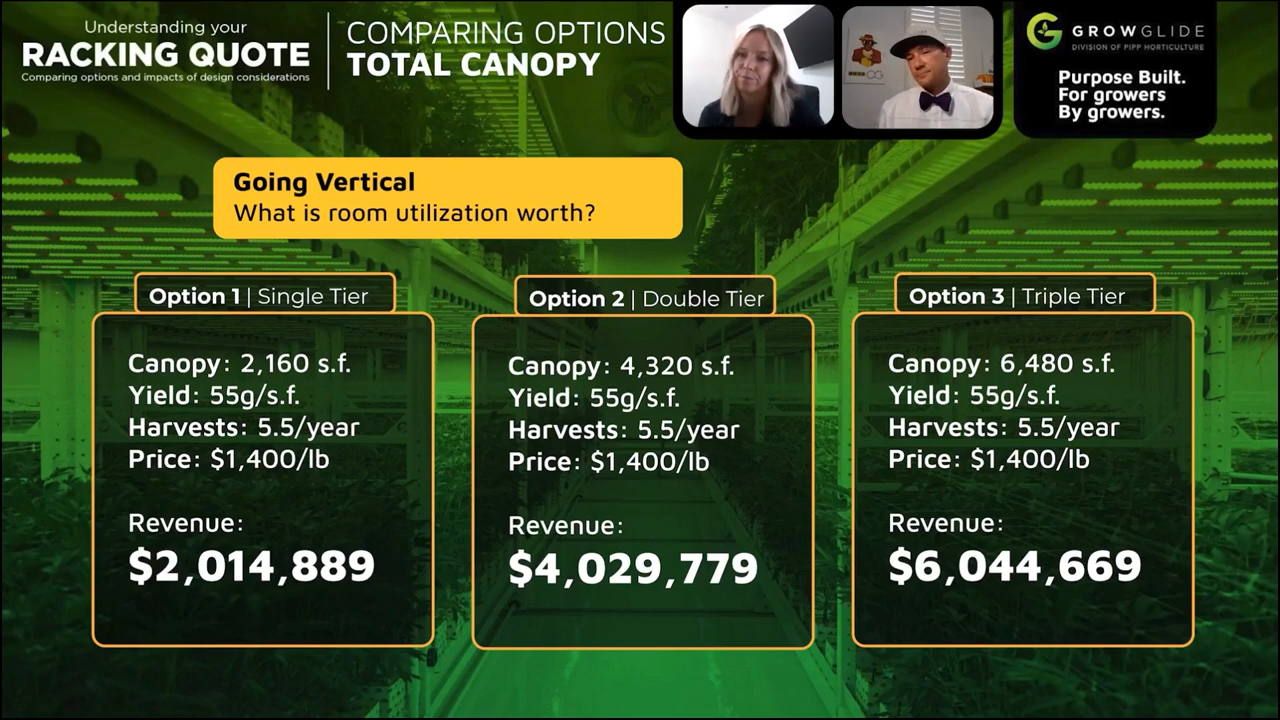 Understanding your
RACKING QUOTE
Comparing options and impacts of design considerations
COMPARING OPTIONS
TOTAL CANOPY
GROWGLIDE
DIVISION OF PIPP HORTICULTURE
Purpose Built.
For growers
By growers.
Going Vertical
What is room utilization worth?
Option 1 | Single Tier
Canopy: 2,160 s.f.
Yield: 55g/s.f.
Harvests: 5.5/year
Price: $1,400/lb
Revenue:
$2,014,889
Option 2 | Double Tier
Canopy: 4,320 s.f.
Yield: 55g/s.f.
Harvests: 5.5/year
Price: $1,400/lb
Revenue:
$4,029,779
Option 3 | Triple Tier
Canopy: 6,480 s.f.
Yield: 55g/s.f.
Harvests: 5.5/year
Price: $1,400/lb
Revenue:
$6,044,669